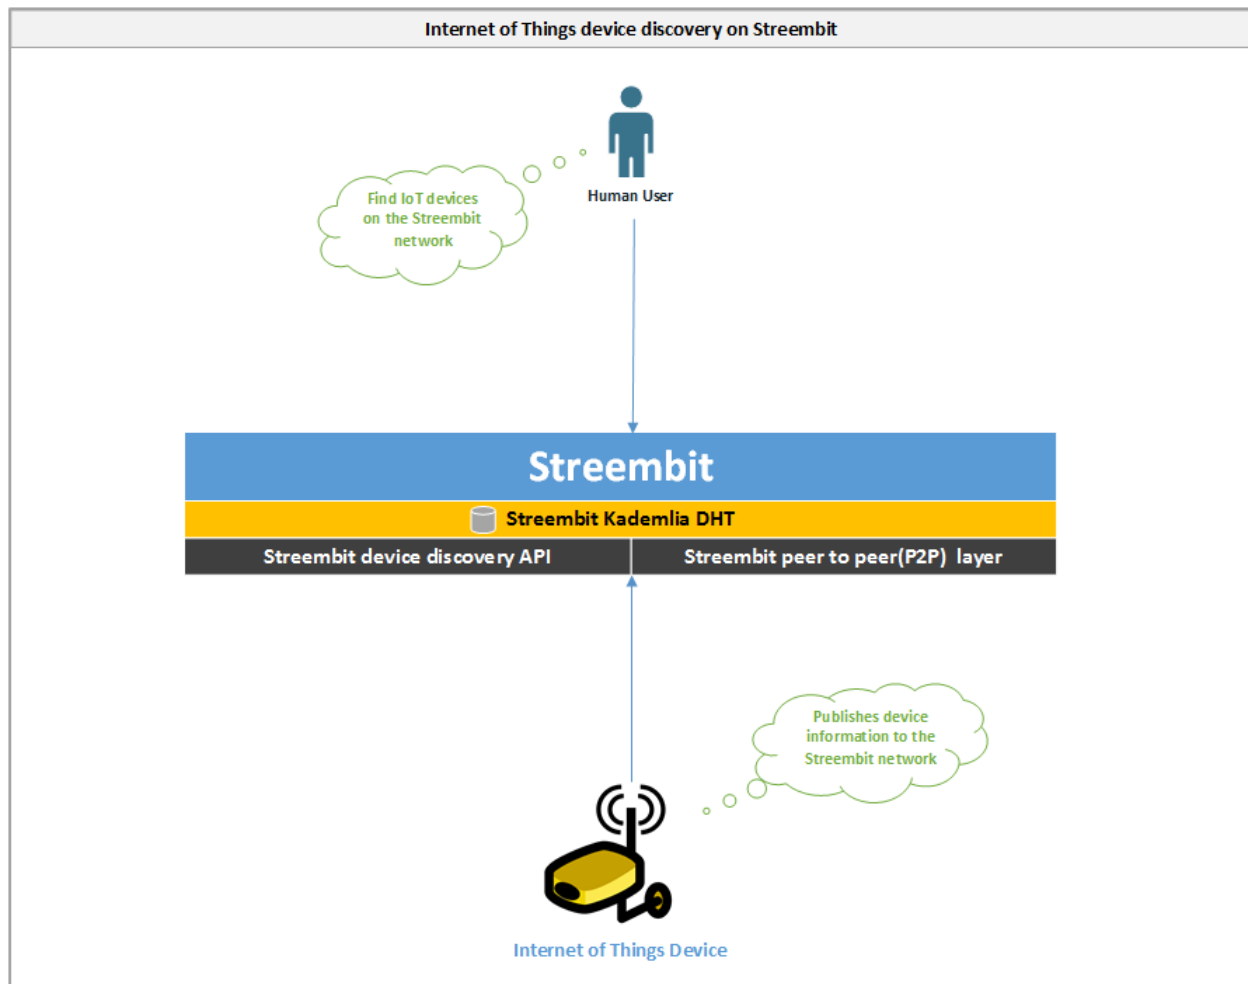 Internet of Things device discovery on Streembit
Human User
Find IoT devices
on the Streembit
network
Streembit
Streembit Kademlia DHT
Streembit device discovery API
Streembit peer to peer(P2P) layer
Publishes device
information to the
Streembit network
Internet of Things Device